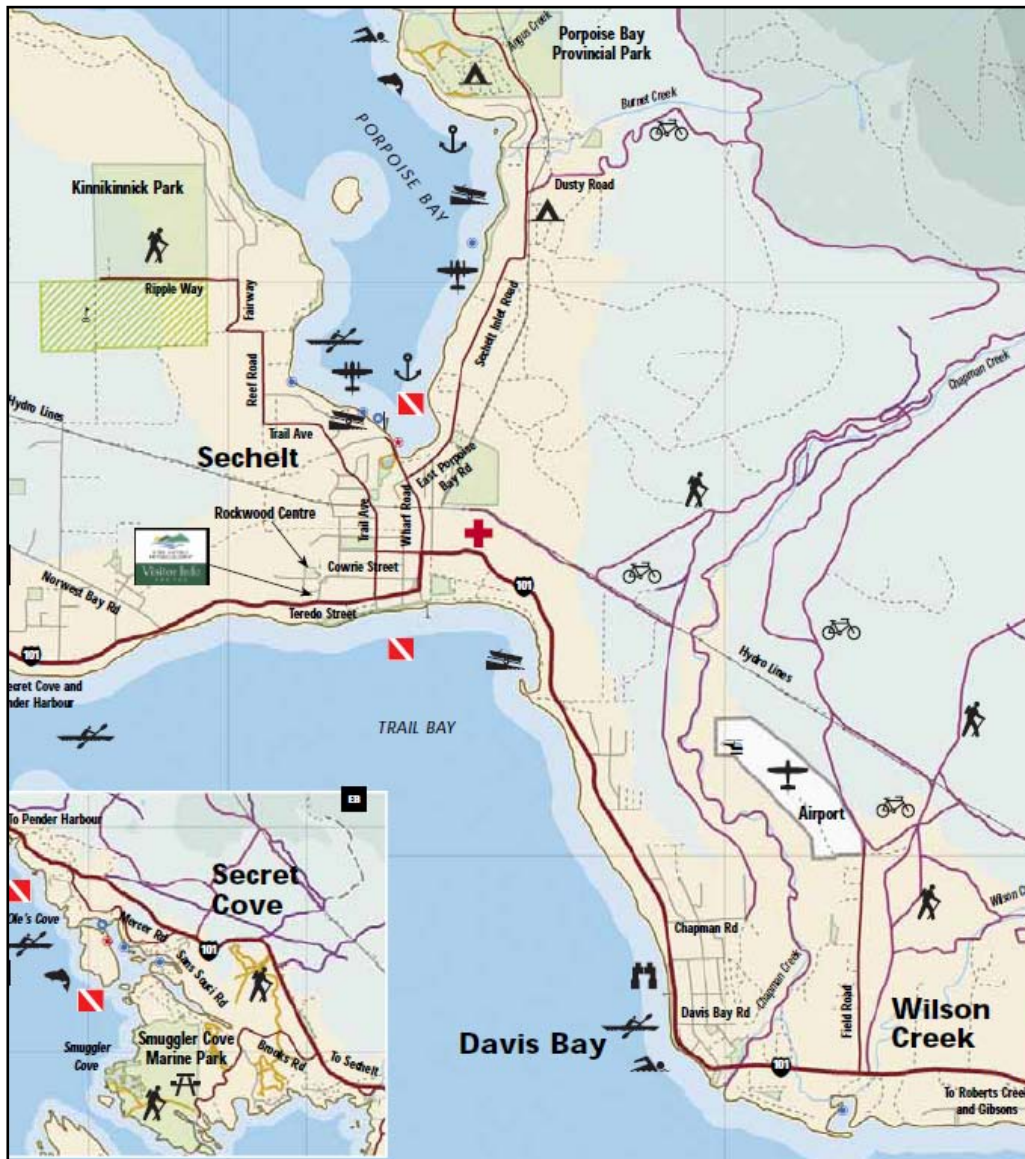 Angus Creek
Porpoise Bay
Provincial Park
Burnet Creek
PORPOISE BAY
Kinnikinnick Park
Dusty Road
Ripple Way
Fairway
Sechelt Inlet Road
Reef Road
Chapman Creek
Hydro Lines
Trail Ave
Sechelt
East Porpoise
Bay Rd
Rockwood Centre
Trail Ave
Wharf Road
Visitor Info
Cowrie Street
101
Norwest Bay Rd
Teredo Street
101
Hydro Lines
ecret Cove and
nder Harbour
TRAIL BAY
Airport
EB
To Pender Harbour
Secret
Cove
Ole's Cove
Mercer Rd
101
Sans Souci Rd
Smuggler Cove
Marine Park
Smuggler
Cove
Brooks Rd
To Sechelt
Chapman Rd
Wilson C
Chapman Creek
Davis Bay Rd
Field Road
Wilson
Creek
Davis Bay
101
To Roberts Creek
and Gibsons